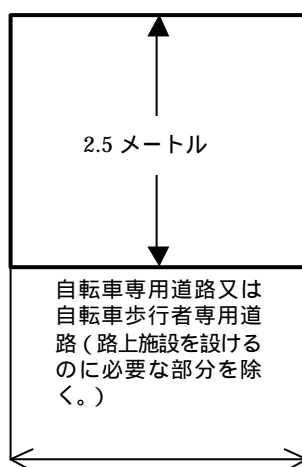 2.5 メートル
自転車専用道路又は
自転車歩行者専用道
路（路上施設を設ける
のに必要な部分を除
く。）